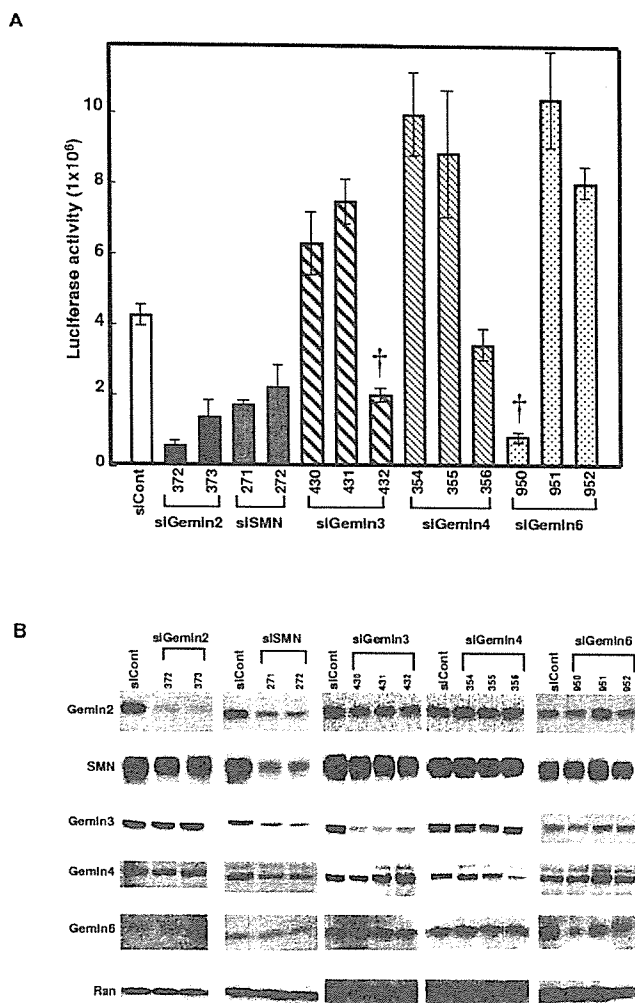 A
Luciferase activity (1x10⁶)
10
8
6
4
2
0
†
†
siCont
372
373
271
272
430
431
432
354
355
356
950
951
952
siGemin2
siSMN
siGemin3
siGemin4
siGemin6
B
siGemin2
siSMN
siGemin3
siGemin4
siGemin6
siCont
372
373
siCont
271
272
siCont
430
431
432
siCont
354
355
356
siCont
950
951
952
Gemin2
SMN
Gemin3
Gemin4
Gemin6
Ran